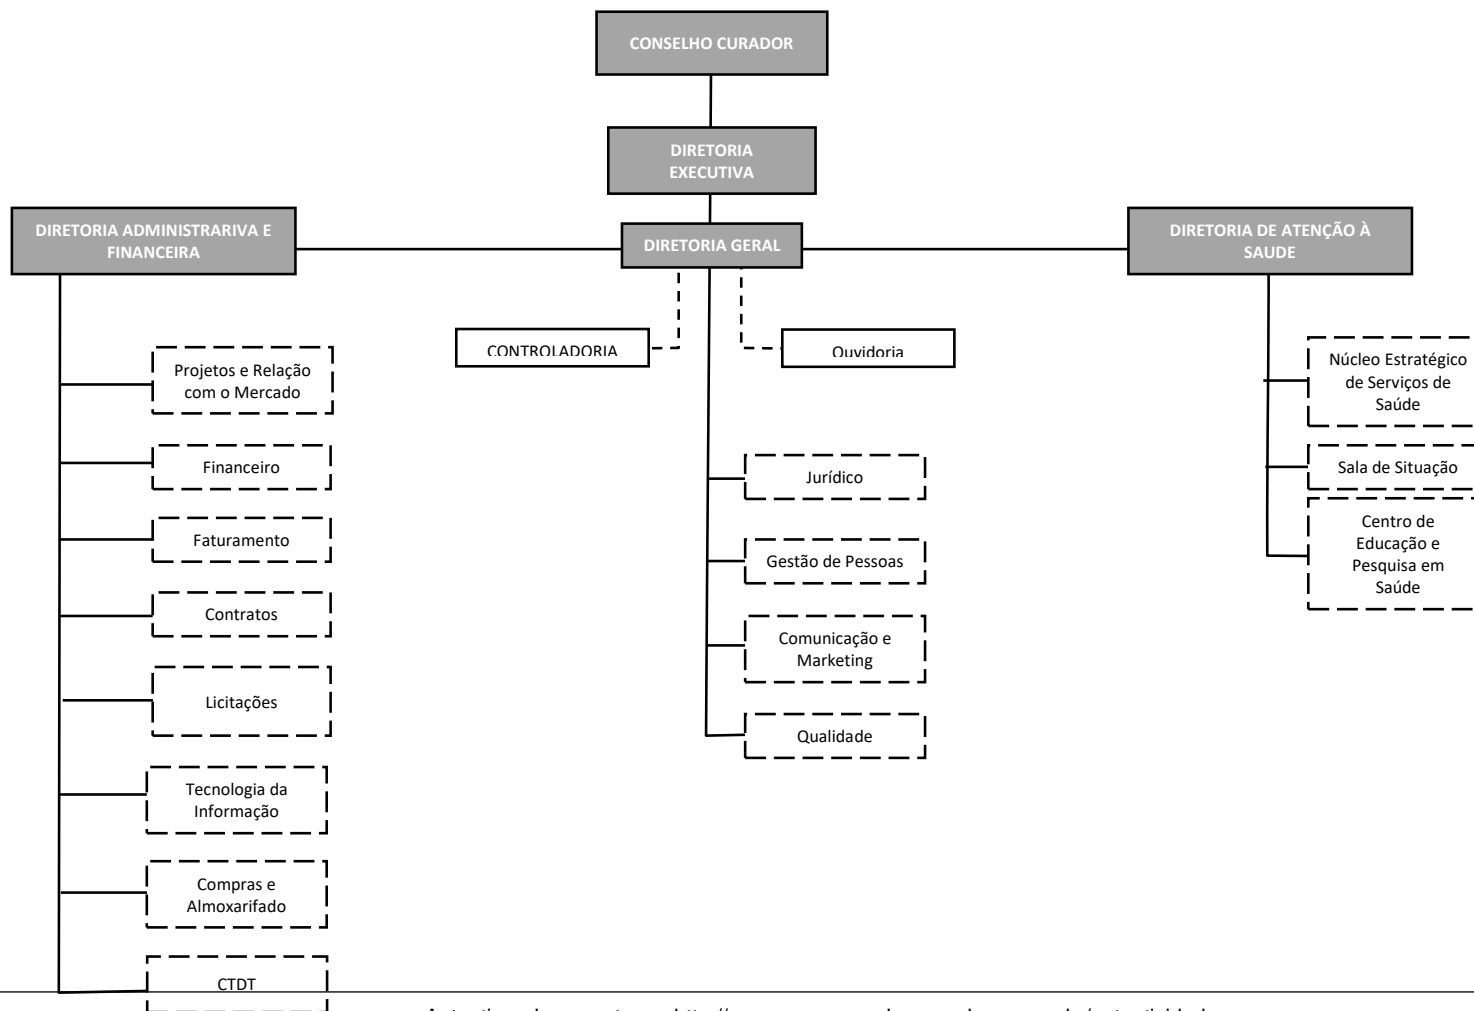 CONSELHO CURADOR
DIRETORIA
EXECUTIVA
DIRETORIA ADMINISTRARIVA E
FINANCEIRA
DIRETORIA GERAL
DIRETORIA DE ATENÇÃO À
SAUDE
CONTROLADORIA
Ouvidoria
Projetos e Relação
com o Mercado
Financeiro
Faturamento
Contratos
Licitações
Tecnologia da
Informação
Compras e
Almoxarifado
CTDT
Jurídico
Gestão de Pessoas
Comunicação e
Marketing
Qualidade
Núcleo Estratégico
de Serviços de
Saúde
Sala de Situação
Centro de
Educação e
Pesquisa em
Saúde